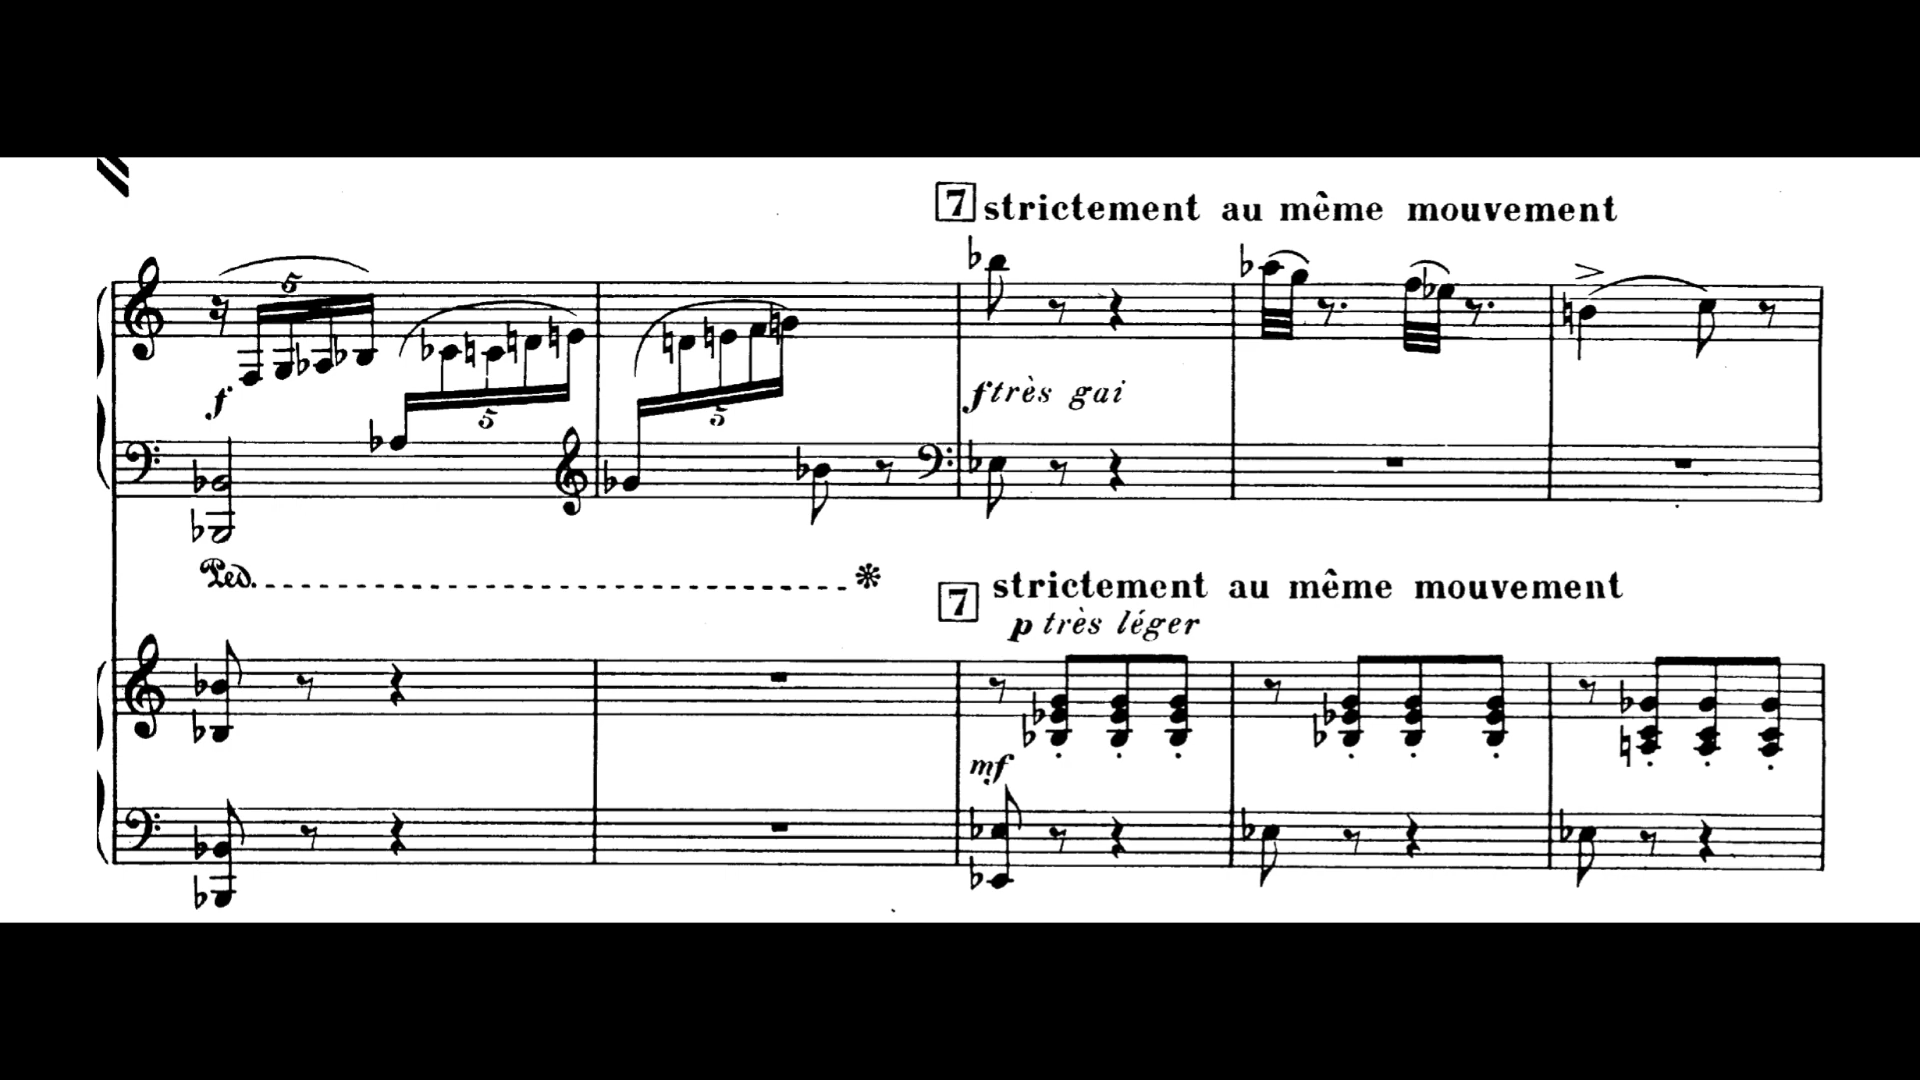 7 strictement au même mouvement
5
f
5
5
f très gai
Ped.
7 strictement au même mouvement
p très léger
mf